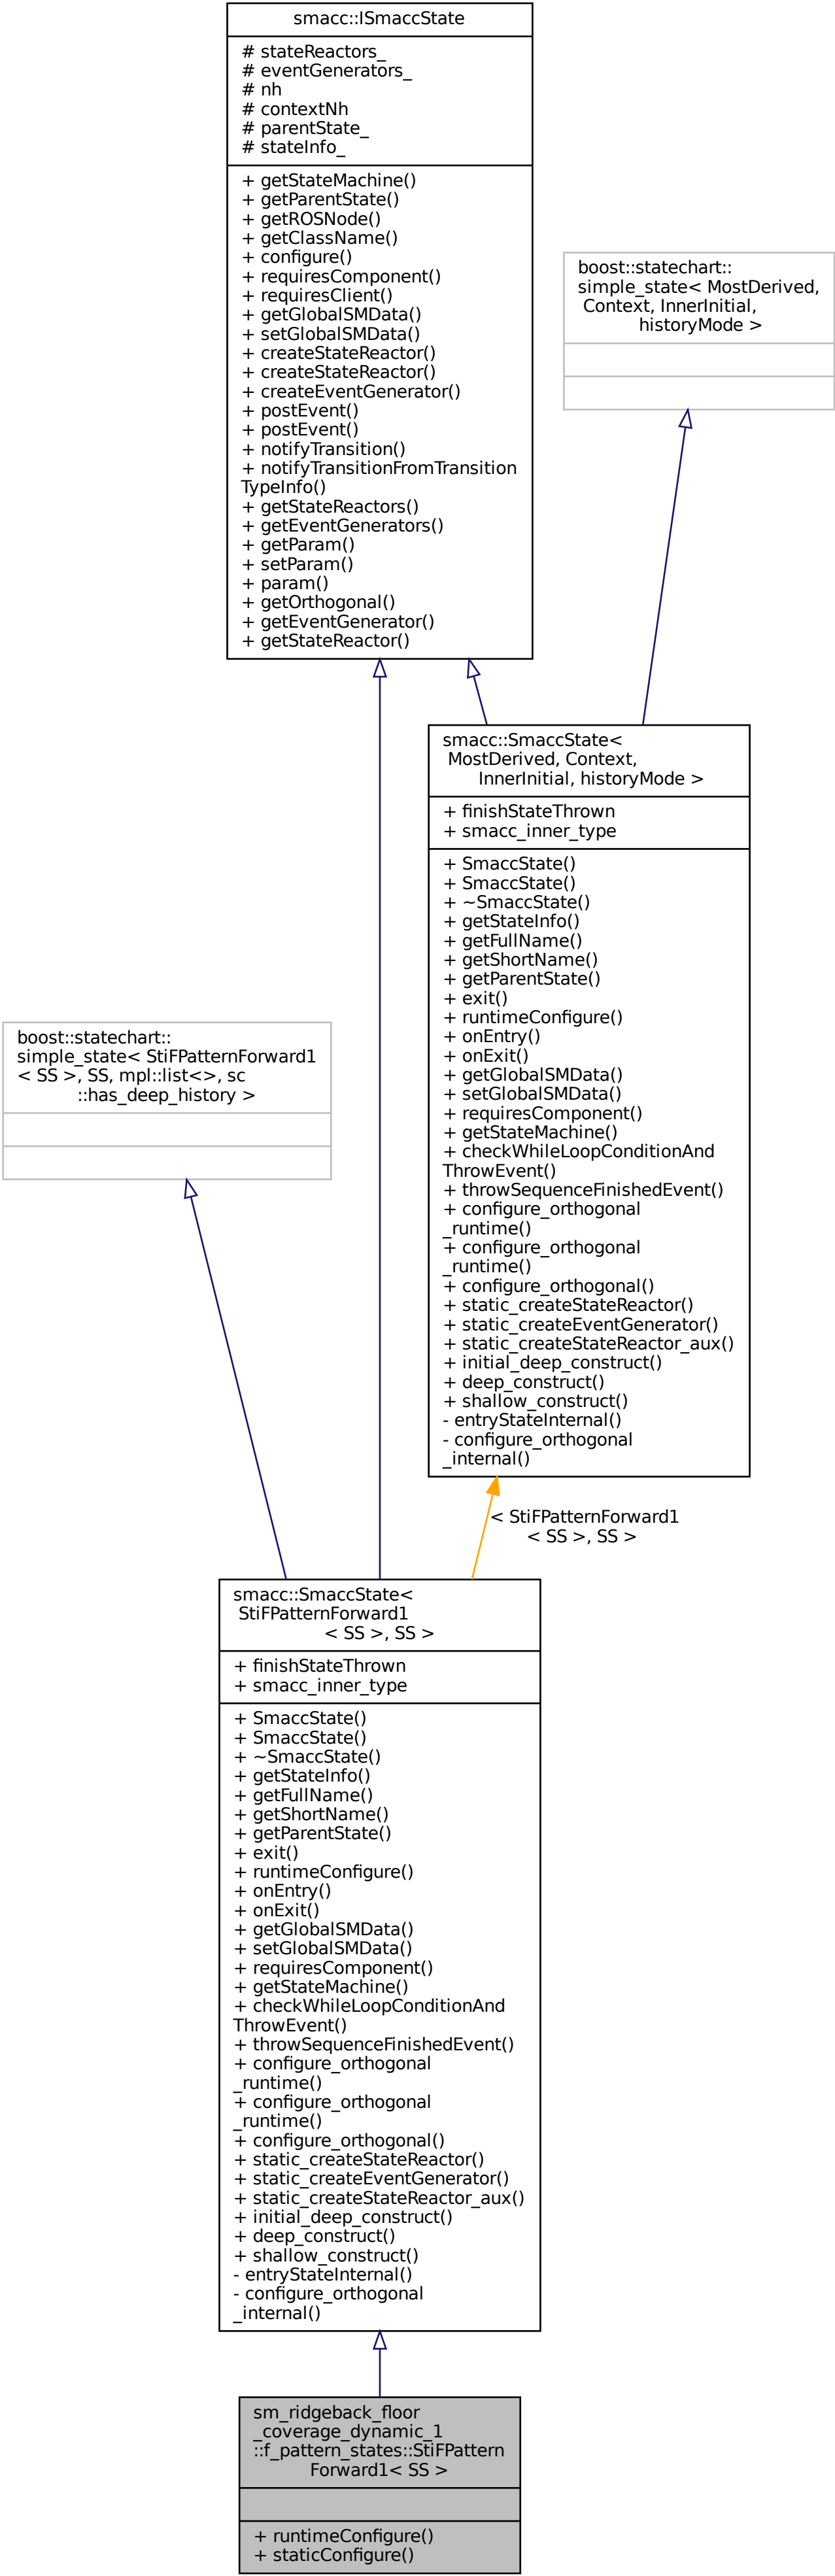 smacc::ISmaccState
# stateReactors_
# eventGenerators_
# nh
# contextNh
# parentState_
# stateInfo_
+ getStateMachine()
+ getParentState()
+ getROSNode()
+ getClassName()
+ configure()
+ requiresComponent()
+ requiresClient()
+ getGlobalSMData()
+ setGlobalSMData()
+ createStateReactor()
+ createStateReactor()
+ createEventGenerator()
+ postEvent()
+ postEvent()
+ notifyTransition()
+ notifyTransitionFromTransition
TypeInfo()
+ getStateReactors()
+ getEventGenerators()
+ getParam()
+ setParam()
+ param()
+ getOrthogonal()
+ getEventGenerator()
+ getStateReactor()
boost::statechart::
simple_state< MostDerived,
Context, InnerInitial,
historyMode >
smacc::SmaccState<
MostDerived, Context,
InnerInitial, historyMode >
+ finishStateThrown
+ smacc_inner_type
+ SmaccState()
+ SmaccState()
+ ~SmaccState()
+ getStateInfo()
+ getFullName()
+ getShortName()
+ getParentState()
+ exit()
+ runtimeConfigure()
+ onEntry()
+ onExit()
+ getGlobalSMData()
+ setGlobalSMData()
+ requiresComponent()
+ getStateMachine()
+ checkWhileLoopConditionAnd
ThrowEvent()
+ throwSequenceFinishedEvent()
+ configure_orthogonal
_runtime()
+ configure_orthogonal
_runtime()
+ configure_orthogonal()
+ static_createStateReactor()
+ static_createEventGenerator()
+ static_createStateReactor_aux()
+ initial_deep_construct()
+ deep_construct()
+ shallow_construct()
- entryStateInternal()
- configure_orthogonal
_internal()
boost::statechart::
simple_state< StiFPatternForward1
< SS >, SS, mpl::list<>, sc
::has_deep_history >
< StiFPatternForward1
< SS >, SS >
smacc::SmaccState<
StiFPatternForward1
< SS >, SS >
+ finishStateThrown
+ smacc_inner_type
+ SmaccState()
+ SmaccState()
+ ~SmaccState()
+ getStateInfo()
+ getFullName()
+ getShortName()
+ getParentState()
+ exit()
+ runtimeConfigure()
+ onEntry()
+ onExit()
+ getGlobalSMData()
+ setGlobalSMData()
+ requiresComponent()
+ getStateMachine()
+ checkWhileLoopConditionAnd
ThrowEvent()
+ throwSequenceFinishedEvent()
+ configure_orthogonal
_runtime()
+ configure_orthogonal
_runtime()
+ configure_orthogonal()
+ static_createStateReactor()
+ static_createEventGenerator()
+ static_createStateReactor_aux()
+ initial_deep_construct()
+ deep_construct()
+ shallow_construct()
- entryStateInternal()
- configure_orthogonal
_internal()
sm_ridgeback_floor
_coverage_dynamic_1
::f_pattern_states::StiFPattern
Forward1< SS >
+ runtimeConfigure()
+ staticConfigure()